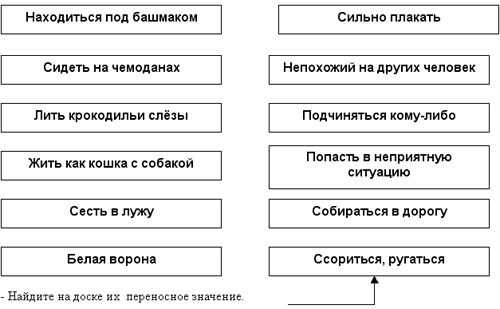 Находиться под башмаком
Сильно плакать
Сидеть на чемоданах
Непохожий на других человек
Лить крокодильи слёзы
Подчиняться кому-либо
Жить как кошка с собакой
Попасть в неприятную
ситуацию
Сесть в лужу
Собираться в дорогу
Белая ворона
Ссориться, ругаться
- Найдите на доске их переносное значение.